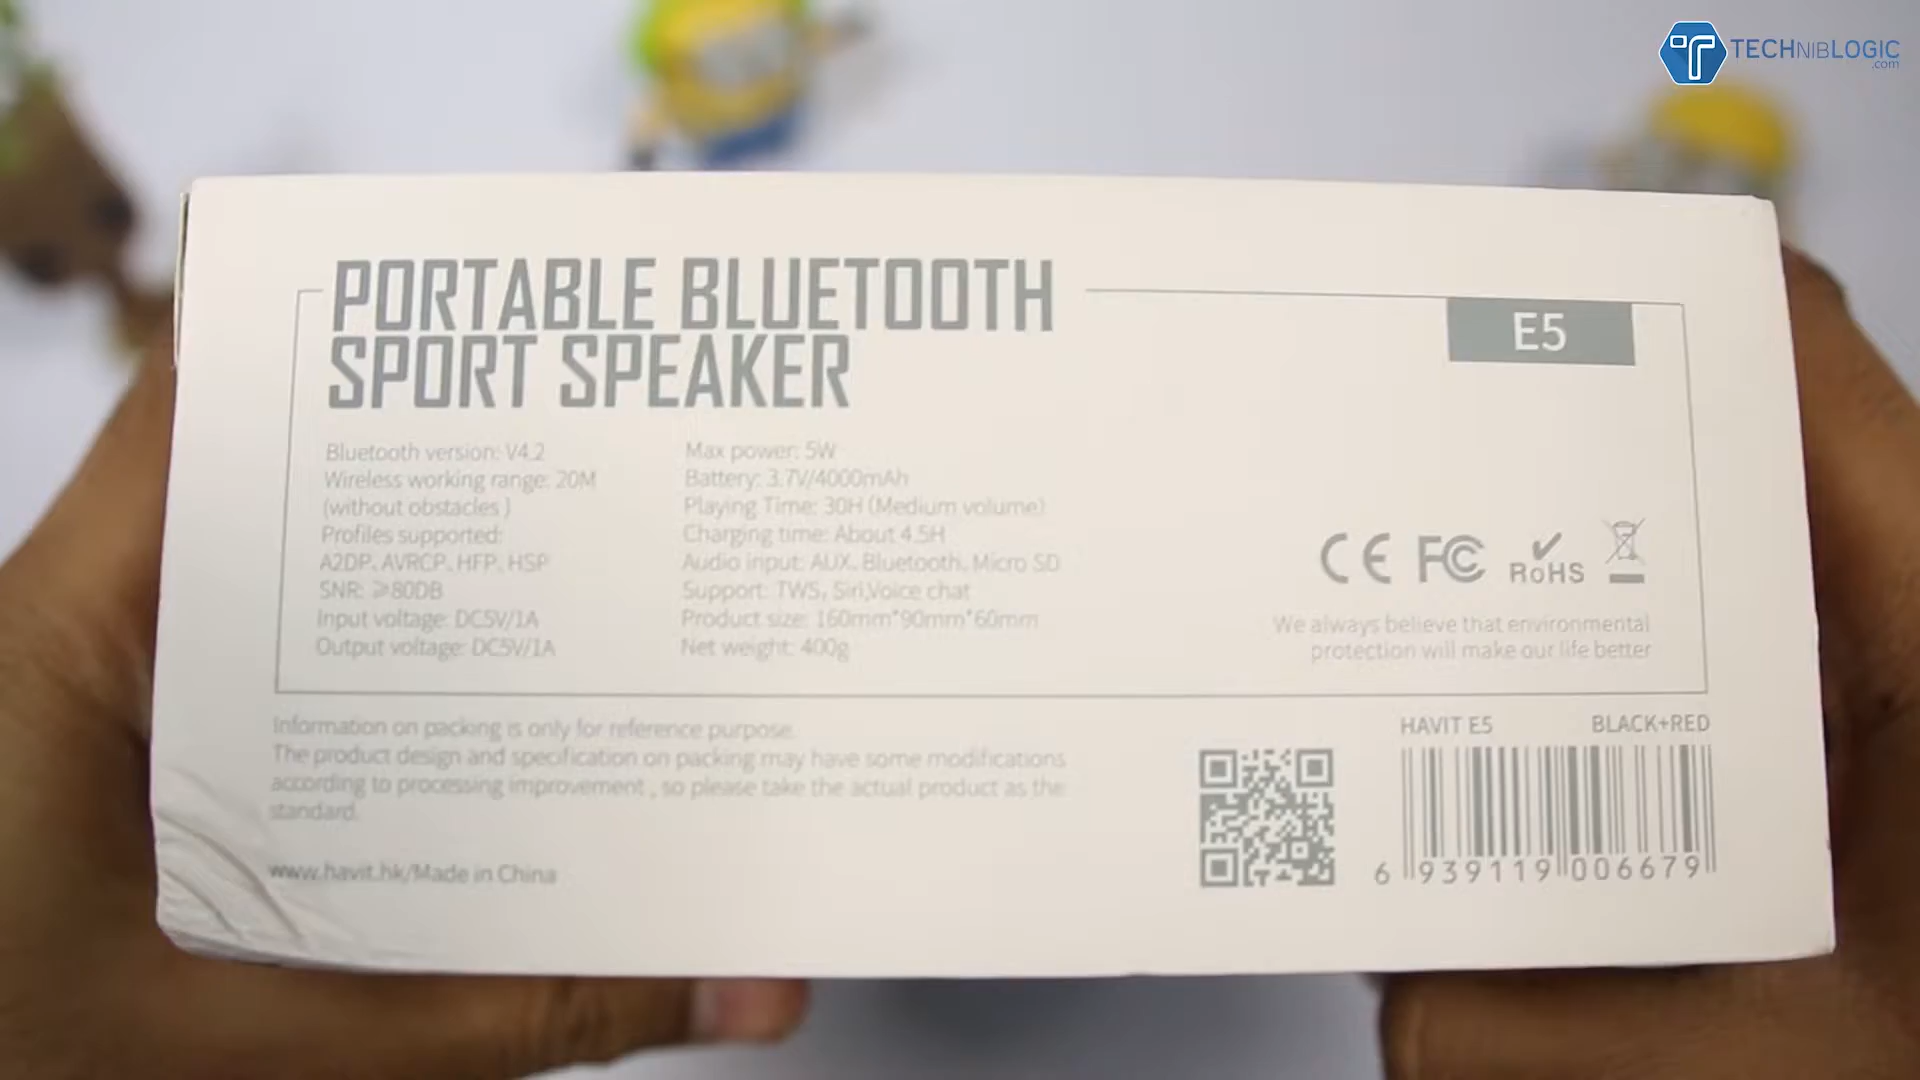 TECHNIBLOGIC
.com
PORTABLE BLUETOOTH
SPORT SPEAKER
E5
Bluetooth version: V4.2
Wireless working range: 20M
(without obstacles )
Profiles supported:
A2DP、AVRCP、HFP、HSP
SNR: ≥80DB
Input voltage: DC5V/1A
Output voltage: DC5V/1A
Max power: 5W
Battery: 3.7V/4000mAh
Playing Time: 30H (Medium volume)
Charging time: About 4.5H
Audio input: AUX、Bluetooth、Micro SD
Support: TWS、Siri,Voice chat
Product size: 160mm*90mm*60mm
Net weight: 400g
CE FC RoHS
We always believe that environmental
protection will make our life better
Information on packing is only for reference purpose.
The product design and specification on packing may have some modifications
according to processing improvement , so please take the actual product as the
standard.
www.havit.hk/Made in China
HAVIT E5 BLACK+RED
6 939119 006679